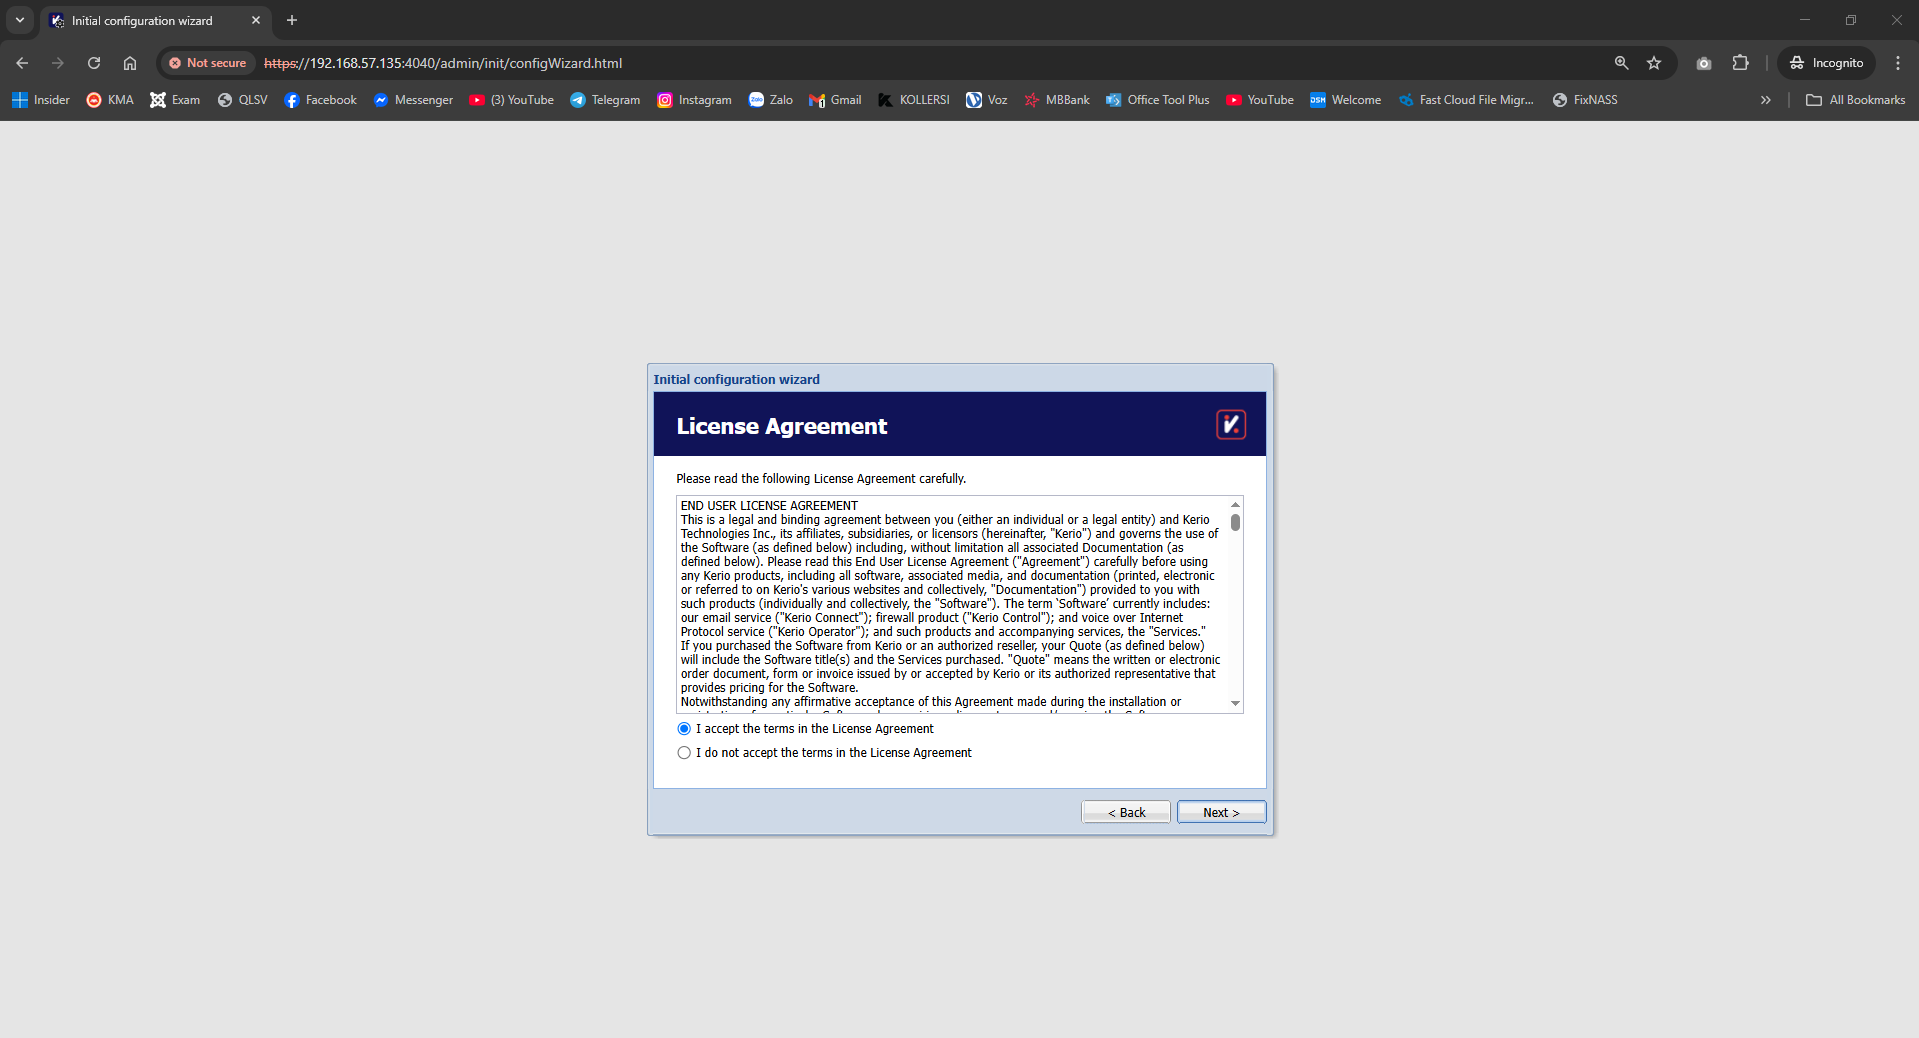 Initial configuration wizard
Not secure
https://192.168.57.135:4040/admin/init/configWizard.html
Incognito
Insider
KMA
Exam
QLSV
Facebook
Messenger
(3) YouTube
Telegram
Instagram
Zalo
Gmail
KOLLERSI
Voz
MBBank
Office Tool Plus
YouTube
DSM
Welcome
Fast Cloud File Migr...
FixNASS
All Bookmarks
Initial configuration wizard
License Agreement
Please read the following License Agreement carefully.
END USER LICENSE AGREEMENT
This is a legal and binding agreement between you (either an individual or a legal entity) and Kerio
Technologies Inc., its affiliates, subsidiaries, or licensors (hereinafter, "Kerio") and governs the use of
the Software (as defined below) including, without limitation all associated Documentation (as
defined below). Please read this End User License Agreement ("Agreement") carefully before using
any Kerio products, including all software, associated media, and documentation (printed, electronic
or referred to on Kerio's various websites and collectively, "Documentation") provided to you with
such products (individually and collectively, the "Software"). The term ‘Software’ currently includes:
our email service ("Kerio Connect"); firewall product ("Kerio Control"); and voice over Internet
Protocol service ("Kerio Operator"); and such products and accompanying services, the "Services."
If you purchased the Software from Kerio or an authorized reseller, your Quote (as defined below)
will include the Software title(s) and the Services purchased. "Quote" means the written or electronic
order document, form or invoice issued by or accepted by Kerio or its authorized representative that
provides pricing for the Software.
Notwithstanding any affirmative acceptance of this Agreement made during the installation or
I accept the terms in the License Agreement
I do not accept the terms in the License Agreement
< Back
Next >